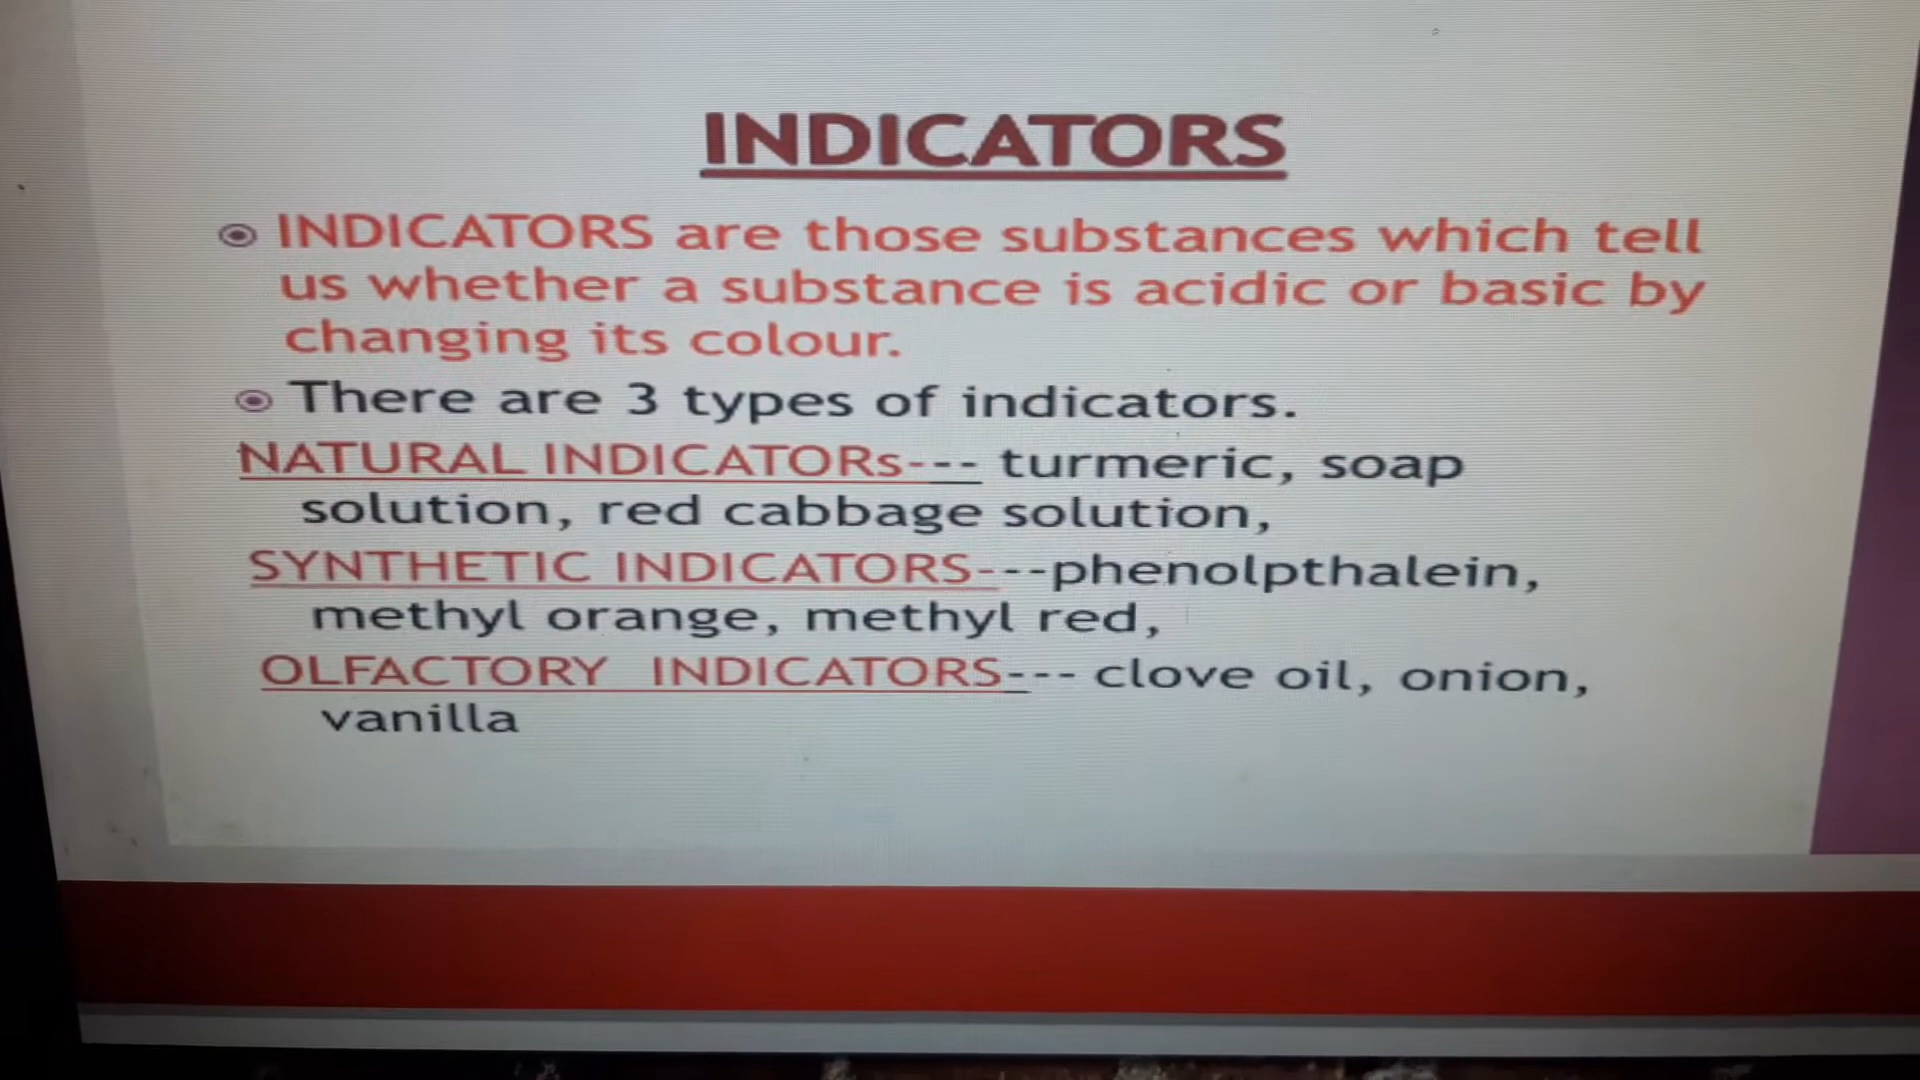 INDICATORS
INDICATORS are those substances which tell
us whether a substance is acidic or basic by
changing its colour.
There are 3 types of indicators.
NATURAL INDICATORs--- turmeric, soap
solution, red cabbage solution,
SYNTHETIC INDICATORS---phenolpthalein,
methyl orange, methyl red,
OLFACTORY INDICATORS--- clove oil, onion,
vanilla